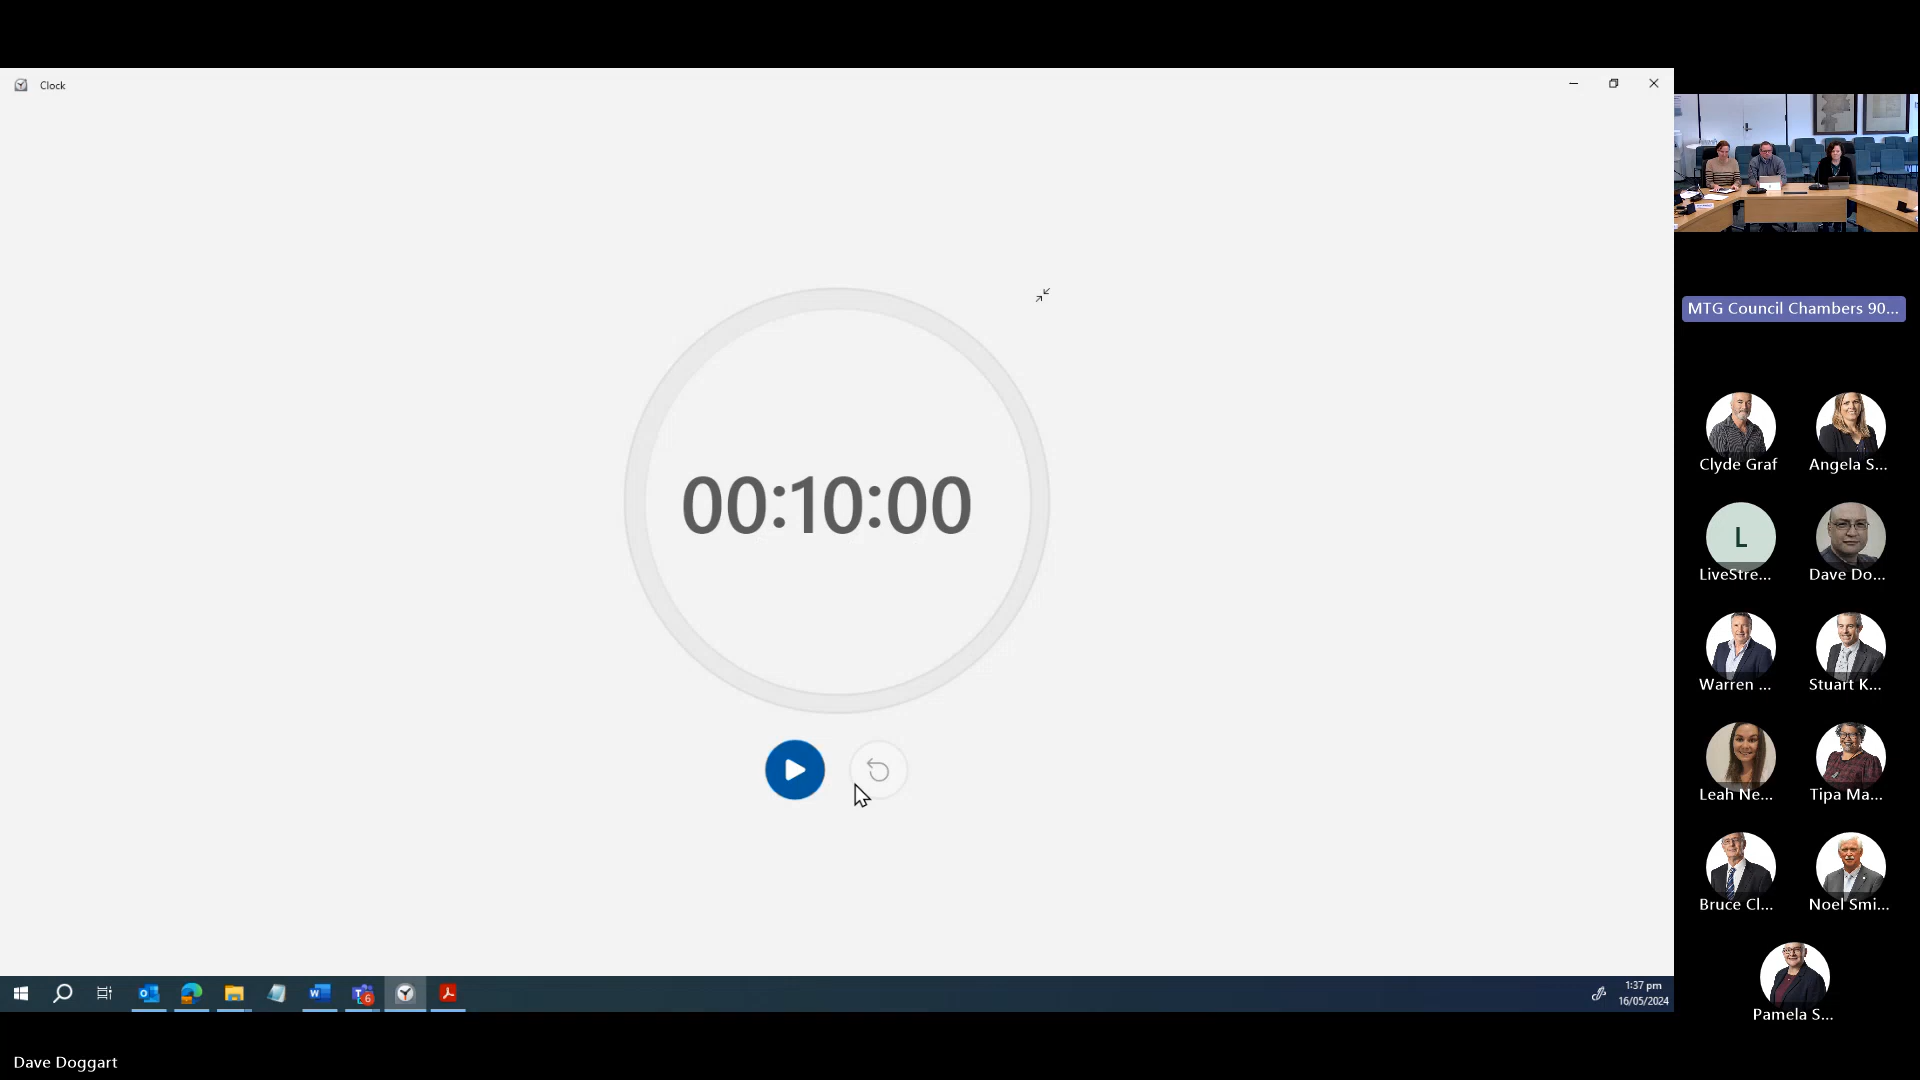 Clock
00:10:00
MTG Council Chambers 90...
Clyde Graf
Angela S...
L
LiveStre...
Dave Do...
Warren ...
Stuart K...
Leah Ne...
Tipa Ma...
Bruce Cl...
Noel Smi...
Pamela S...
6
1:37 pm
16/05/2024
Dave Doggart